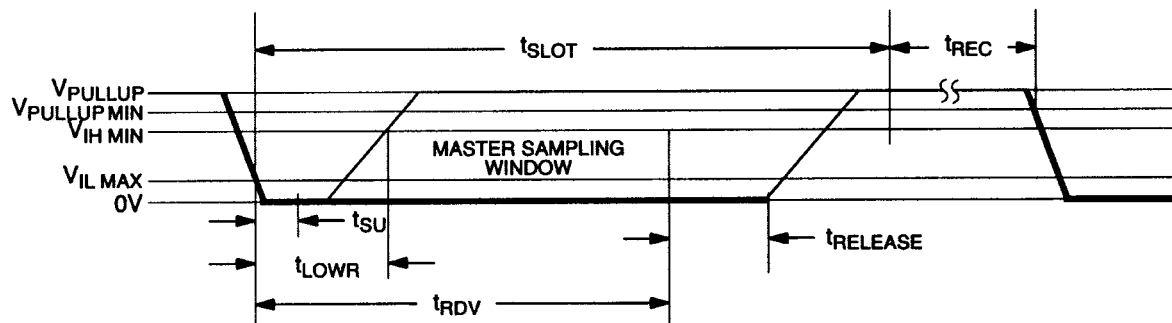 tSLOT
tREC
VPULLUP
VPULLUP MIN
VIH MIN
MASTER SAMPLING
WINDOW
VIL MAX
0V
tSU
tRELEASE
tLOWR
tRDV